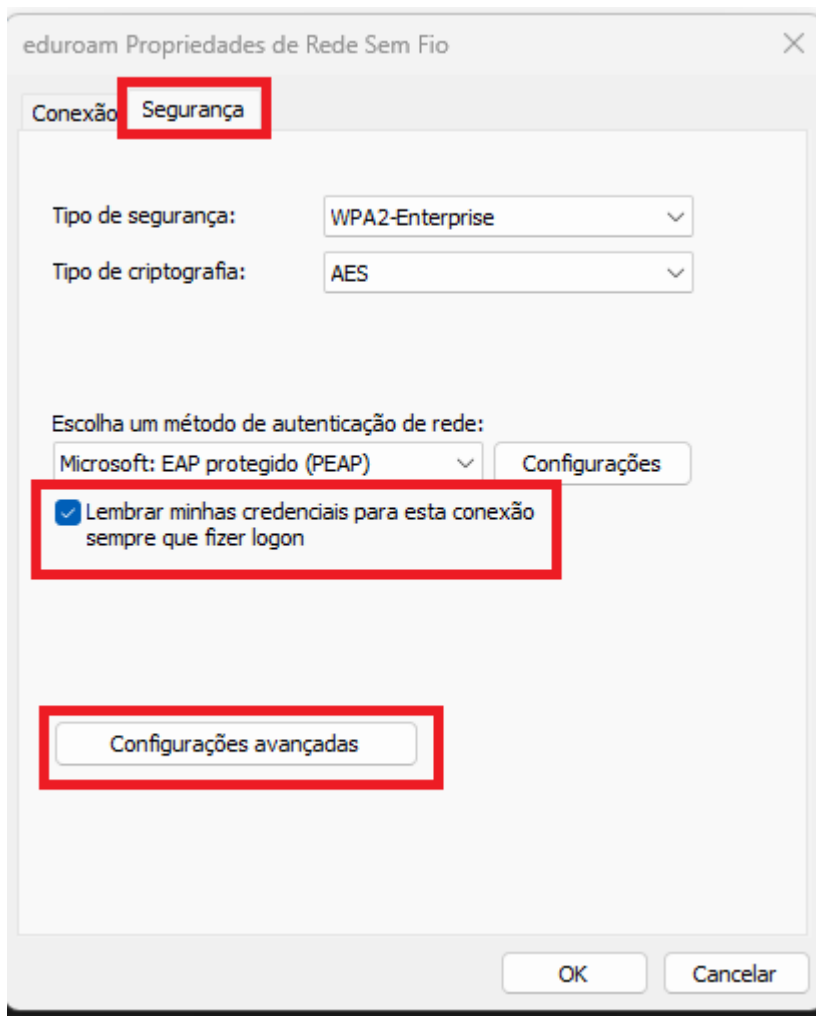 eduroam Propriedades de Rede Sem Fio
Conexão Segurança
Tipo de segurança: WPA2-Enterprise
Tipo de criptografia: AES
Escolha um método de autenticação de rede:
Microsoft: EAP protegido (PEAP) Configurações
Lembrar minhas credenciais para esta conexão
sempre que fizer logon
Configurações avançadas
OK Cancelar